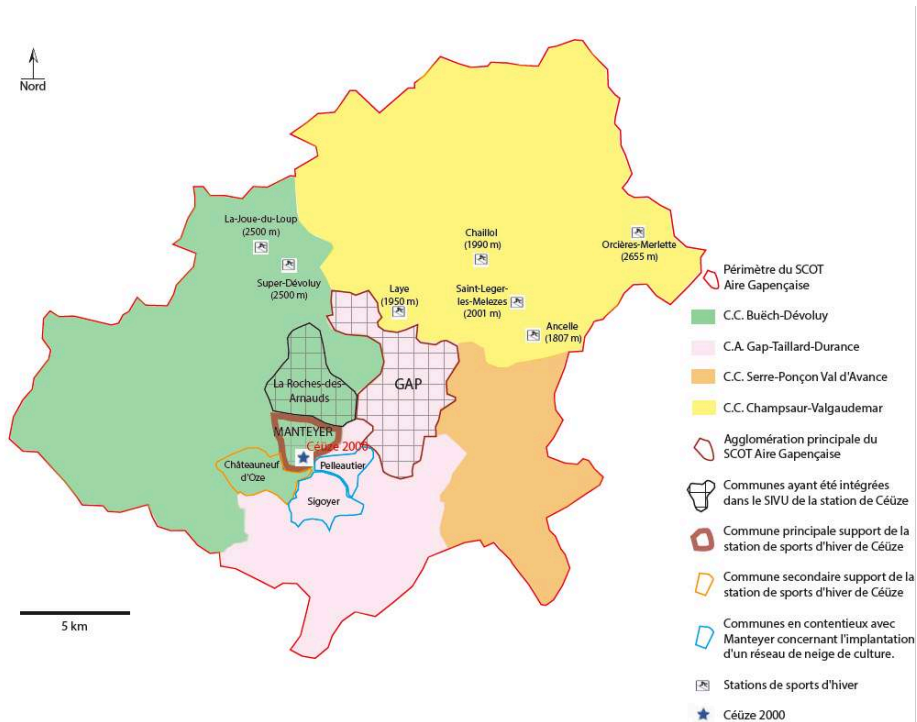 Nord
La-Joue-du-Loup
(2500 m)
Super-Dévoluy
(2500 m)
Chaillol
(1990 m)
Orcières-Merlette
(2655 m)
Laye
(1950 m)
Saint-Leger-
les-Melezes
(2001 m)
Ancelle
(1807 m)
La Roches-des-
Arnauds
GAP
MANTEYER
Céüze 2000
Châteauneuf
d'Oze
Pelleautier
Sigoyer
5 km
Périmètre du SCOT
Aire Gapençaise
C.C. Buëch-Dévoluy
C.A. Gap-Taillard-Durance
C.C. Serre-Ponçon Val d'Avance
C.C. Champsaur-Valgaudemar
Agglomération principale du
SCOT Aire Gapençaise
Communes ayant été intégrées
dans le SIVU de la station de Céüze
Commune principale support de la
station de sports d'hiver de Céüze
Commune secondaire support de la
station de sports d'hiver de Céüze
Communes en contentieux avec
Manteyer concernant l'implantation
d'un réseau de neige de culture.
Stations de sports d'hiver
Céüze 2000